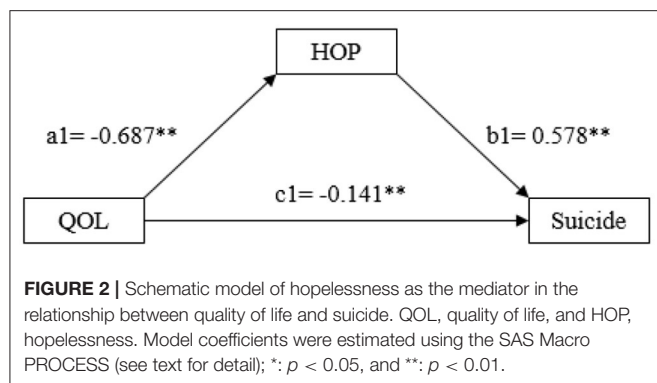 HOP
a1= -0.687**
b1= 0.578**
c1= -0.141**
QOL
Suicide
FIGURE 2 | Schematic model of hopelessness as the mediator in the
relationship between quality of life and suicide. QOL, quality of life, and HOP,
hopelessness. Model coefficients were estimated using the SAS Macro
PROCESS (see text for detail); *: p < 0.05, and **: p < 0.01.